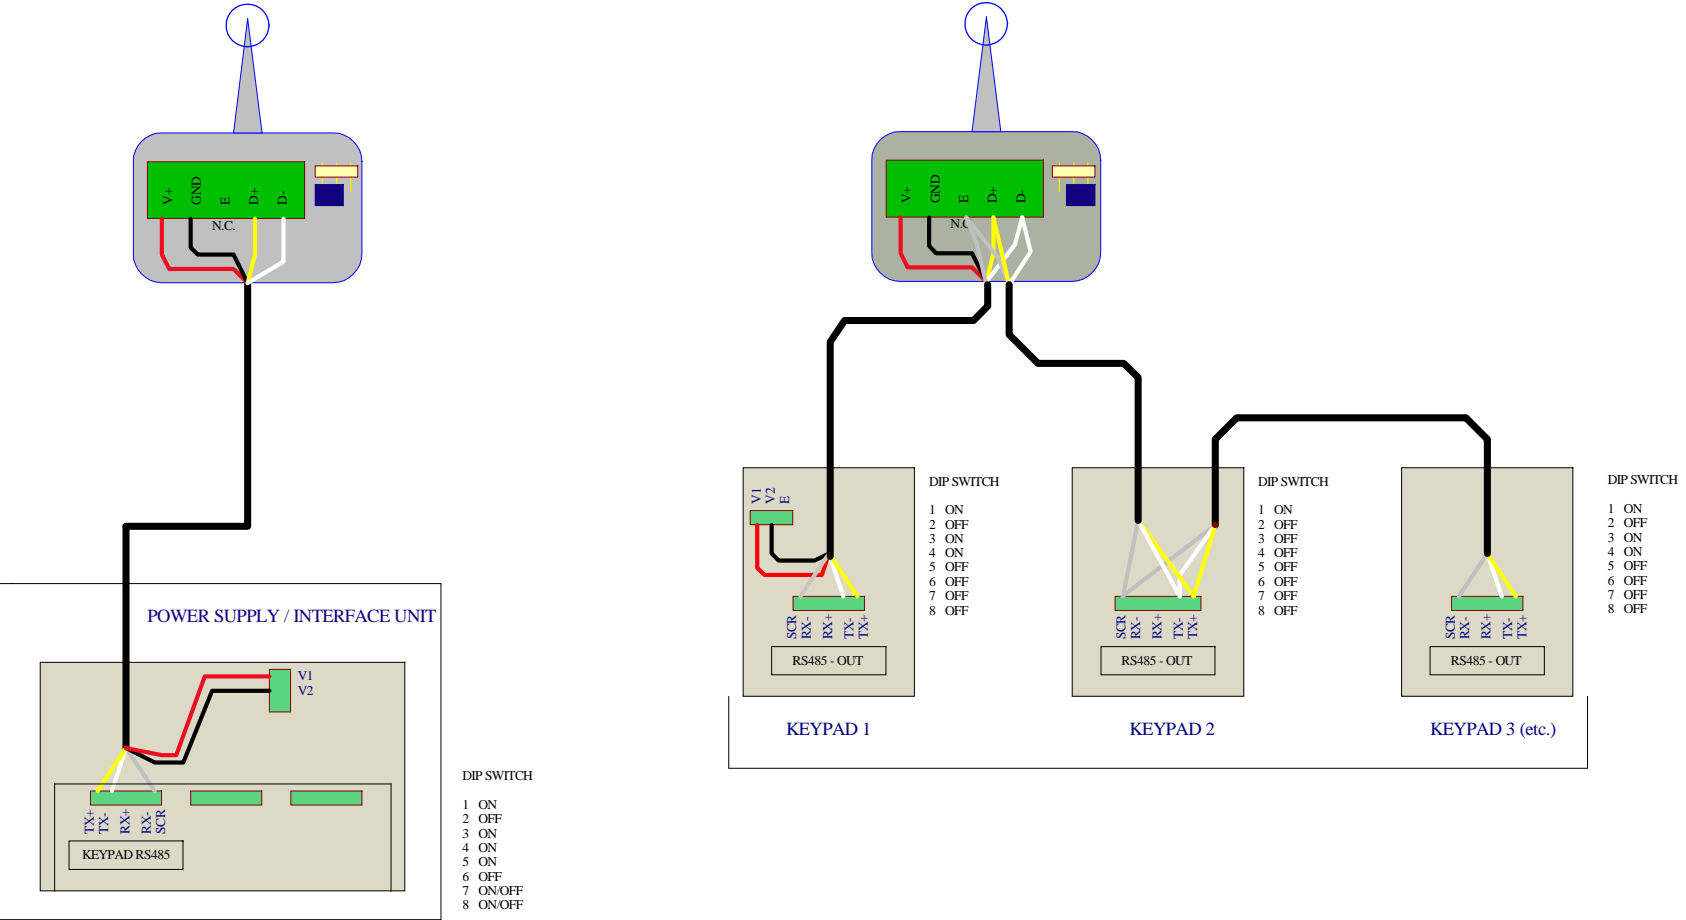 V+
GND
E
D+
D-
N.C.
V+
GND
E
D+
D-
N.C.
POWER SUPPLY / INTERFACE UNIT
V1
V2
TX+
TX-
RX+
RX-
SCR
KEYPAD RS485
DIP SWITCH
1 ON
2 OFF
3 ON
4 ON
5 ON
6 OFF
7 ON/OFF
8 ON/OFF
V1
V2
E
SCR
RX-
RX+
TX-
TX+
RS485 - OUT
KEYPAD 1
DIP SWITCH
1 ON
2 OFF
3 ON
4 ON
5 OFF
6 OFF
7 OFF
8 OFF
SCR
RX-
RX+
TX-
TX+
RS485 - OUT
KEYPAD 2
DIP SWITCH
1 ON
2 OFF
3 OFF
4 OFF
5 OFF
6 OFF
7 OFF
8 OFF
SCR
RX-
RX+
TX-
TX+
RS485 - OUT
KEYPAD 3 (etc.)
DIP SWITCH
1 ON
2 OFF
3 ON
4 ON
5 OFF
6 OFF
7 OFF
8 OFF